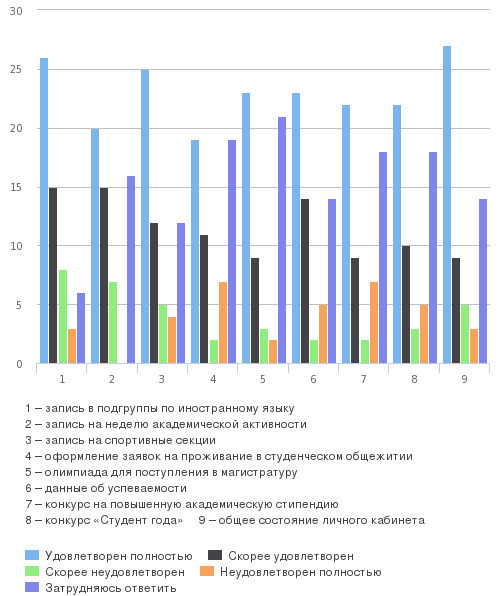 30
25
20
15
10
5
0
1 2 3 4 5 6 7 8 9
1 – запись в подгруппы по иностранному языку
2 – запись на неделю академической активности
3 – запись на спортивные секции
4 – оформление заявок на проживание в студенческом общежитии
5 – олимпиада для поступления в магистратуру
6 – данные об успеваемости
7 – конкурс на повышенную академическую стипендию
8 – конкурс «Студент года» 9 – общее состояние личного кабинета
Удовлетворен полностью Скорее удовлетворен
Скорее неудовлетворен Неудовлетворен полностью
Затрудняюсь ответить